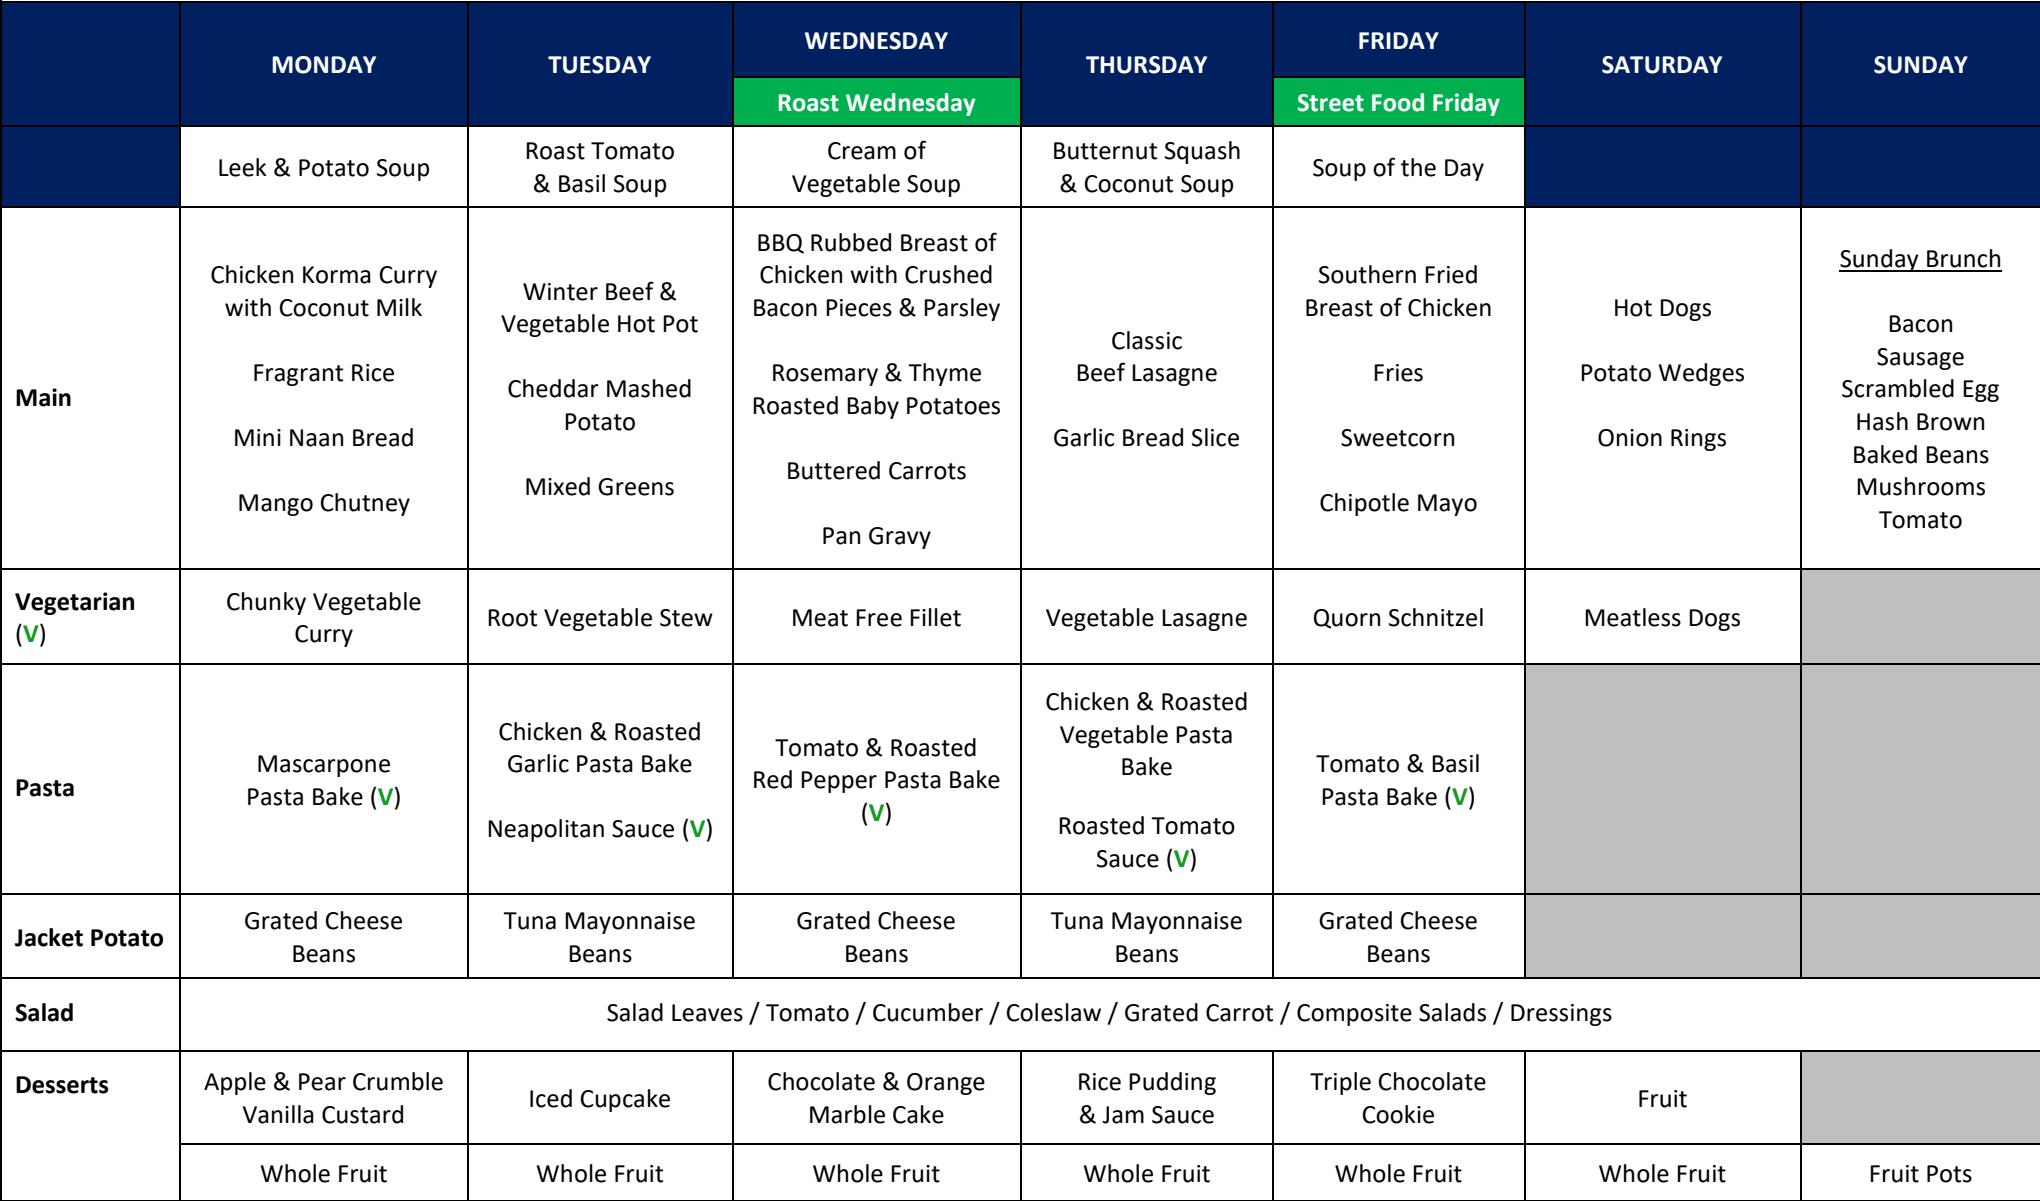 MONDAY
TUESDAY
WEDNESDAY
Roast Wednesday
THURSDAY
FRIDAY
Street Food Friday
SATURDAY
SUNDAY
Leek & Potato Soup
Roast Tomato
& Basil Soup
Cream of
Vegetable Soup
Butternut Squash
& Coconut Soup
Soup of the Day
Main
Chicken Korma Curry
with Coconut Milk
Fragrant Rice
Mini Naan Bread
Mango Chutney
Winter Beef &
Vegetable Hot Pot
Cheddar Mashed
Potato
Mixed Greens
BBQ Rubbed Breast of
Chicken with Crushed
Bacon Pieces & Parsley
Rosemary & Thyme
Roasted Baby Potatoes
Buttered Carrots
Pan Gravy
Classic
Beef Lasagne
Garlic Bread Slice
Southern Fried
Breast of Chicken
Fries
Sweetcorn
Chipotle Mayo
Hot Dogs
Potato Wedges
Onion Rings
Sunday Brunch
Bacon
Sausage
Scrambled Egg
Hash Brown
Baked Beans
Mushrooms
Tomato
Vegetarian
(V)
Chunky Vegetable
Curry
Root Vegetable Stew
Meat Free Fillet
Vegetable Lasagne
Quorn Schnitzel
Meatless Dogs
Pasta
Mascarpone
Pasta Bake (V)
Chicken & Roasted
Garlic Pasta Bake
Neapolitan Sauce (V)
Tomato & Roasted
Red Pepper Pasta Bake
(V)
Chicken & Roasted
Vegetable Pasta
Bake
Roasted Tomato
Sauce (V)
Tomato & Basil
Pasta Bake (V)
Jacket Potato
Grated Cheese
Beans
Tuna Mayonnaise
Beans
Grated Cheese
Beans
Tuna Mayonnaise
Beans
Grated Cheese
Beans
Salad
Salad Leaves / Tomato / Cucumber / Coleslaw / Grated Carrot / Composite Salads / Dressings
Desserts
Apple & Pear Crumble
Vanilla Custard
Iced Cupcake
Chocolate & Orange
Marble Cake
Rice Pudding
& Jam Sauce
Triple Chocolate
Cookie
Fruit
Whole Fruit
Whole Fruit
Whole Fruit
Whole Fruit
Whole Fruit
Whole Fruit
Fruit Pots